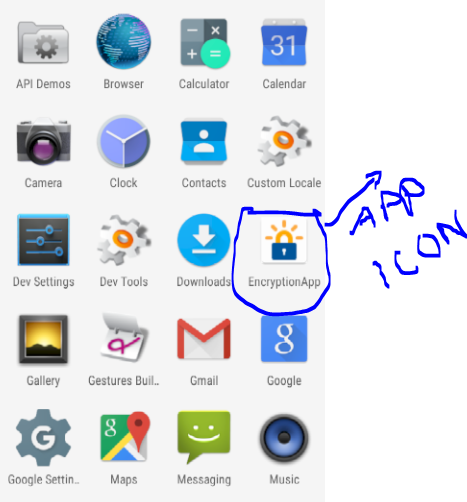 31
API Demos Browser Calculator Calendar
Camera Clock Contacts Custom Locale
Dev Settings Dev Tools Downloads EncryptionApp
APP
ICON
g
Gallery Gestures Buil.. Gmail Google
G
g
Google Settin.. Maps Messaging Music